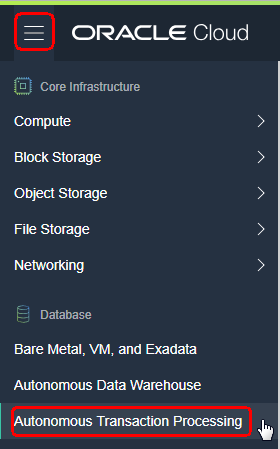 ORACLE Cloud
Core Infrastructure
Compute
Block Storage
Object Storage
File Storage
Networking
Database
Bare Metal, VM, and Exadata
Autonomous Data Warehouse
Autonomous Transaction Processing